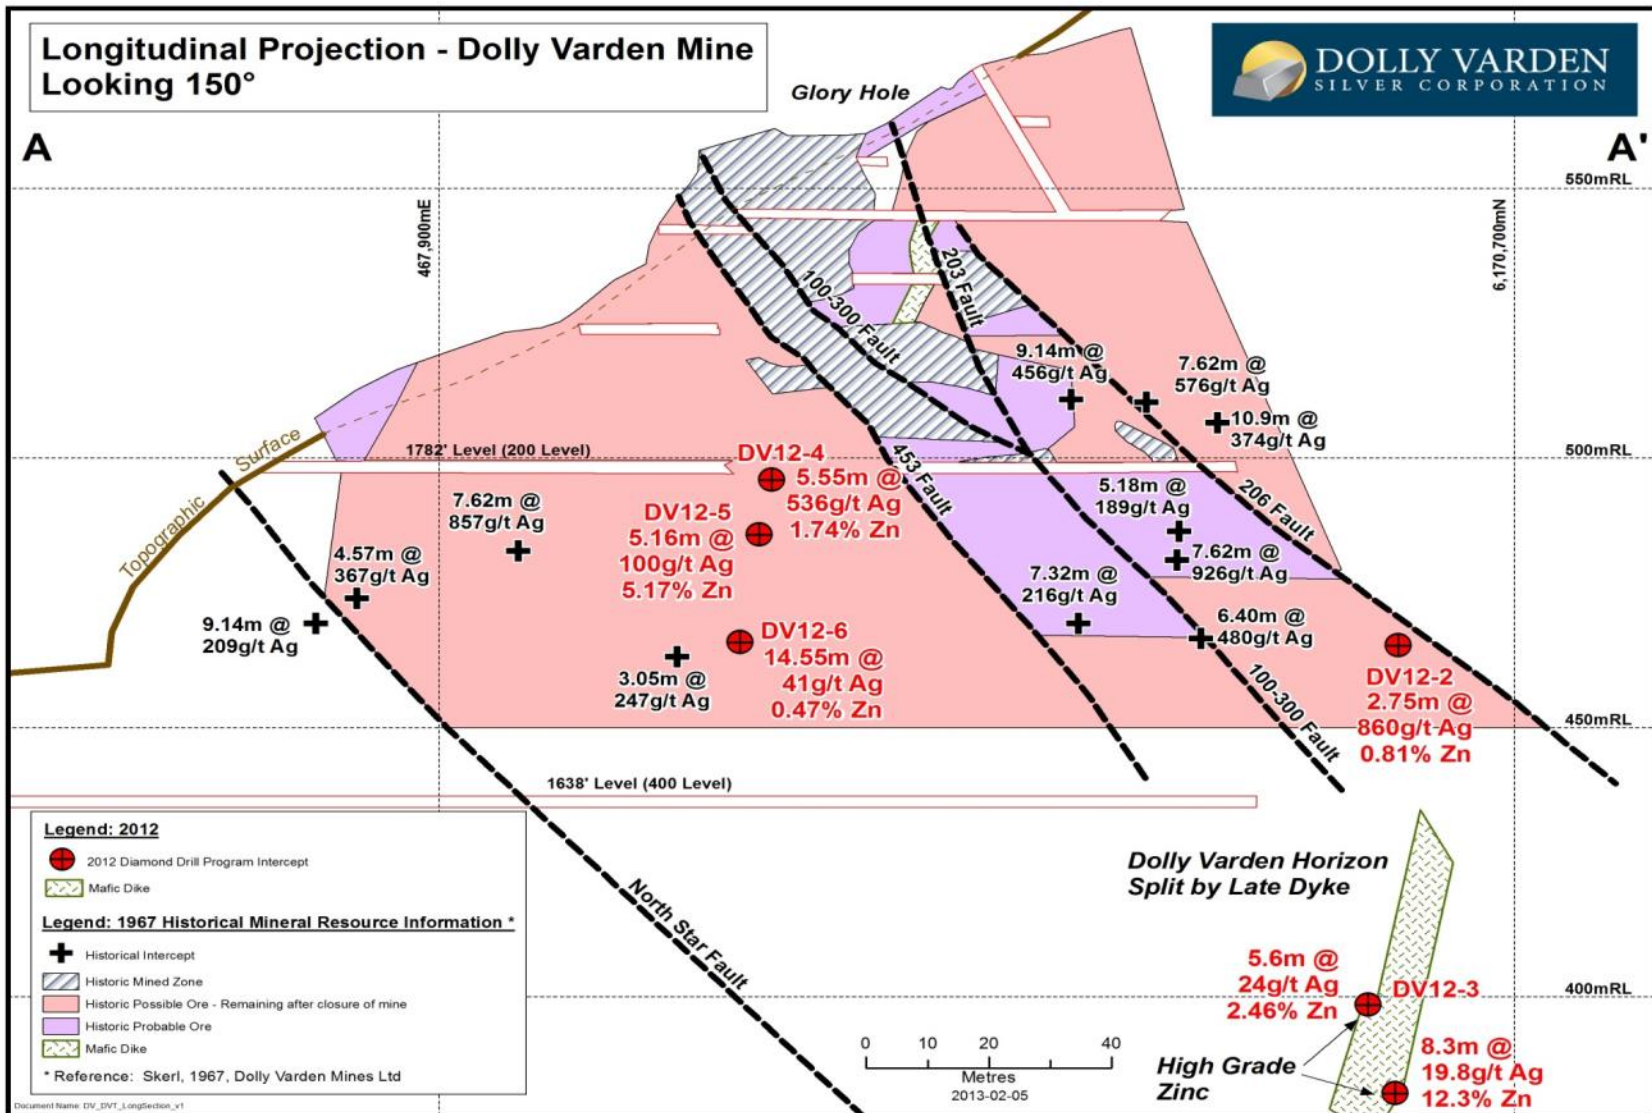 Longitudinal Projection - Dolly Varden Mine
Looking 150°
DOLLY VARDEN
SILVER CORPORATION
Glory Hole
A
A'
550mRL
467,900mE
6,170,700mN
203 Fault
100-300 Fault
9.14m @
456g/t Ag
7.62m @
576g/t Ag
10.9m @
374g/t Ag
Surface
Topographic
1782' Level (200 Level)
500mRL
DV12-4
5.55m @
536g/t Ag
1.74% Zn
453 Fault
206 Fault
5.18m @
189g/t Ag
7.62m @
857g/t Ag
DV12-5
5.16m @
100g/t Ag
5.17% Zn
4.57m @
367g/t Ag
7.62m @
926g/t Ag
7.32m @
216g/t Ag
9.14m @
209g/t Ag
6.40m @
480g/t Ag
DV12-6
14.55m @
41g/t Ag
0.47% Zn
3.05m @
247g/t Ag
DV12-2
2.75m @
860g/t Ag
0.81% Zn
100-300 Fault
450mRL
1638' Level (400 Level)
North Star Fault
Dolly Varden Horizon
Split by Late Dyke
5.6m @
24g/t Ag
2.46% Zn
DV12-3
400mRL
High Grade
Zinc
8.3m @
19.8g/t Ag
12.3% Zn
0 10 20 40
Metres
2013-02-05
Legend: 2012
2012 Diamond Drill Program Intercept
Mafic Dike
Legend: 1967 Historical Mineral Resource Information *
Historical Intercept
Historic Mined Zone
Historic Possible Ore - Remaining after closure of mine
Historic Probable Ore
Mafic Dike
* Reference: Skerl, 1967, Dolly Varden Mines Ltd
Document Name: DV_DVT_LongSection_v1